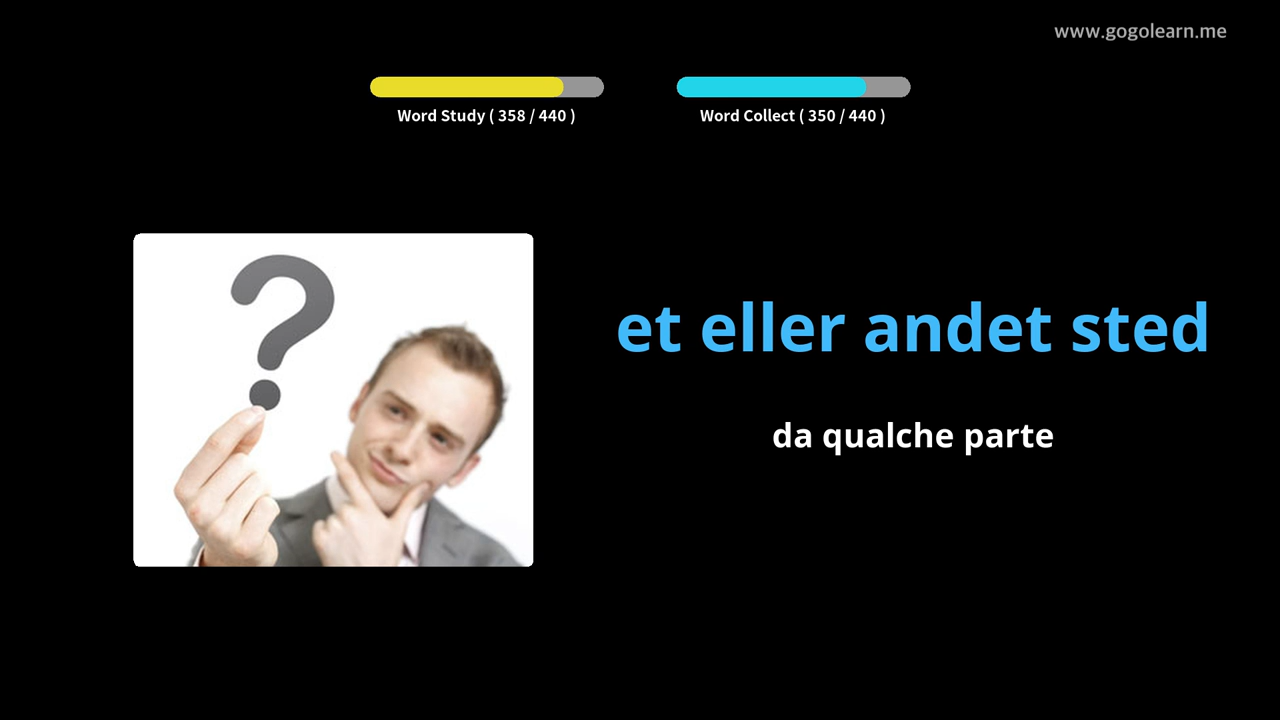 www.gogolearn.me
Word Study ( 358 / 440 )
Word Collect ( 350 / 440 )
et eller andet sted
da qualche parte